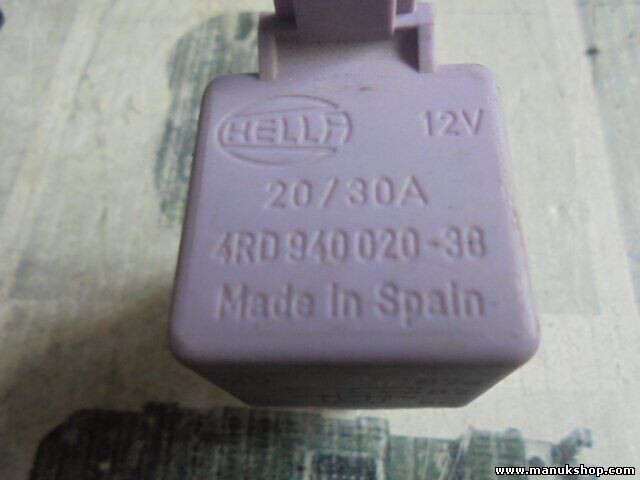 HELLA 12V
20/30A
4RD 940 020-38
Made in Spain
www.manukshop.com